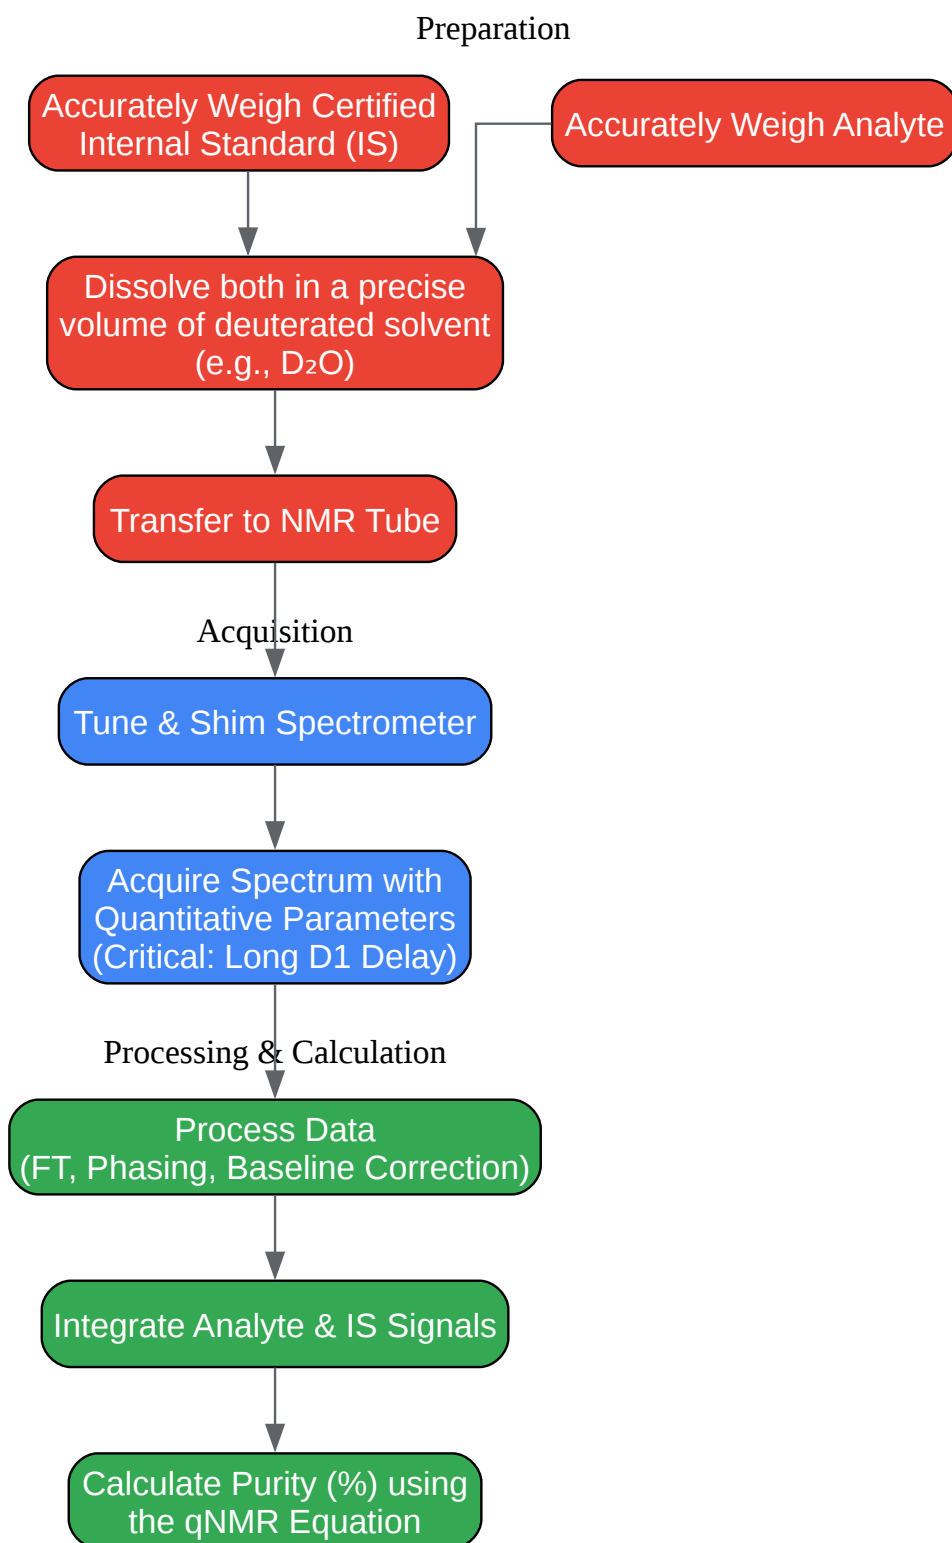 Preparation
Accurately Weigh Certified
Internal Standard (IS)
Accurately Weigh Analyte
Dissolve both in a precise
volume of deuterated solvent
(e.g., D₂O)
Transfer to NMR Tube
Acquisition
Tune & Shim Spectrometer
Acquire Spectrum with
Quantitative Parameters
(Critical: Long D1 Delay)
Processing & Calculation
Process Data
(FT, Phasing, Baseline Correction)
Integrate Analyte & IS Signals
Calculate Purity (%) using
the qNMR Equation